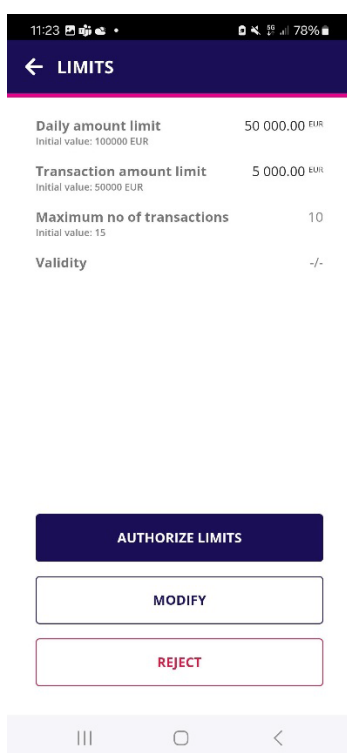 11:23
78%
LIMITS
Daily amount limit 50 000.00 EUR
Initial value: 100000 EUR
Transaction amount limit 5 000.00 EUR
Initial value: 50000 EUR
Maximum no of transactions 10
Initial value: 15
Validity -/-
AUTHORIZE LIMITS
MODIFY
REJECT